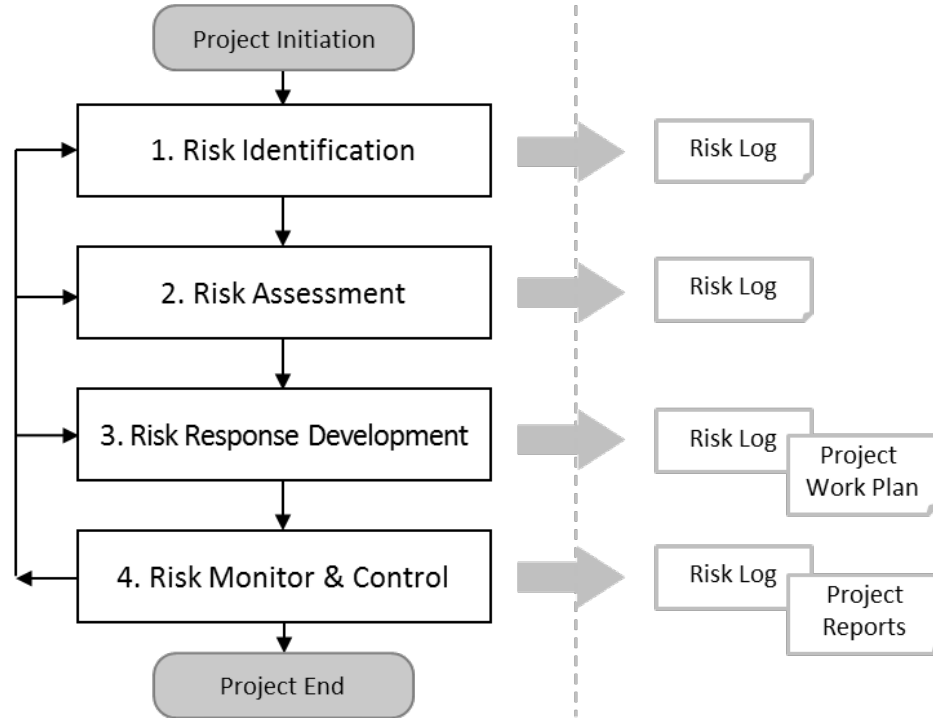 Project Initiation
1. Risk Identification
Risk Log
2. Risk Assessment
Risk Log
3. Risk Response Development
Risk Log
Project
Work Plan
4. Risk Monitor & Control
Risk Log
Project
Reports
Project End